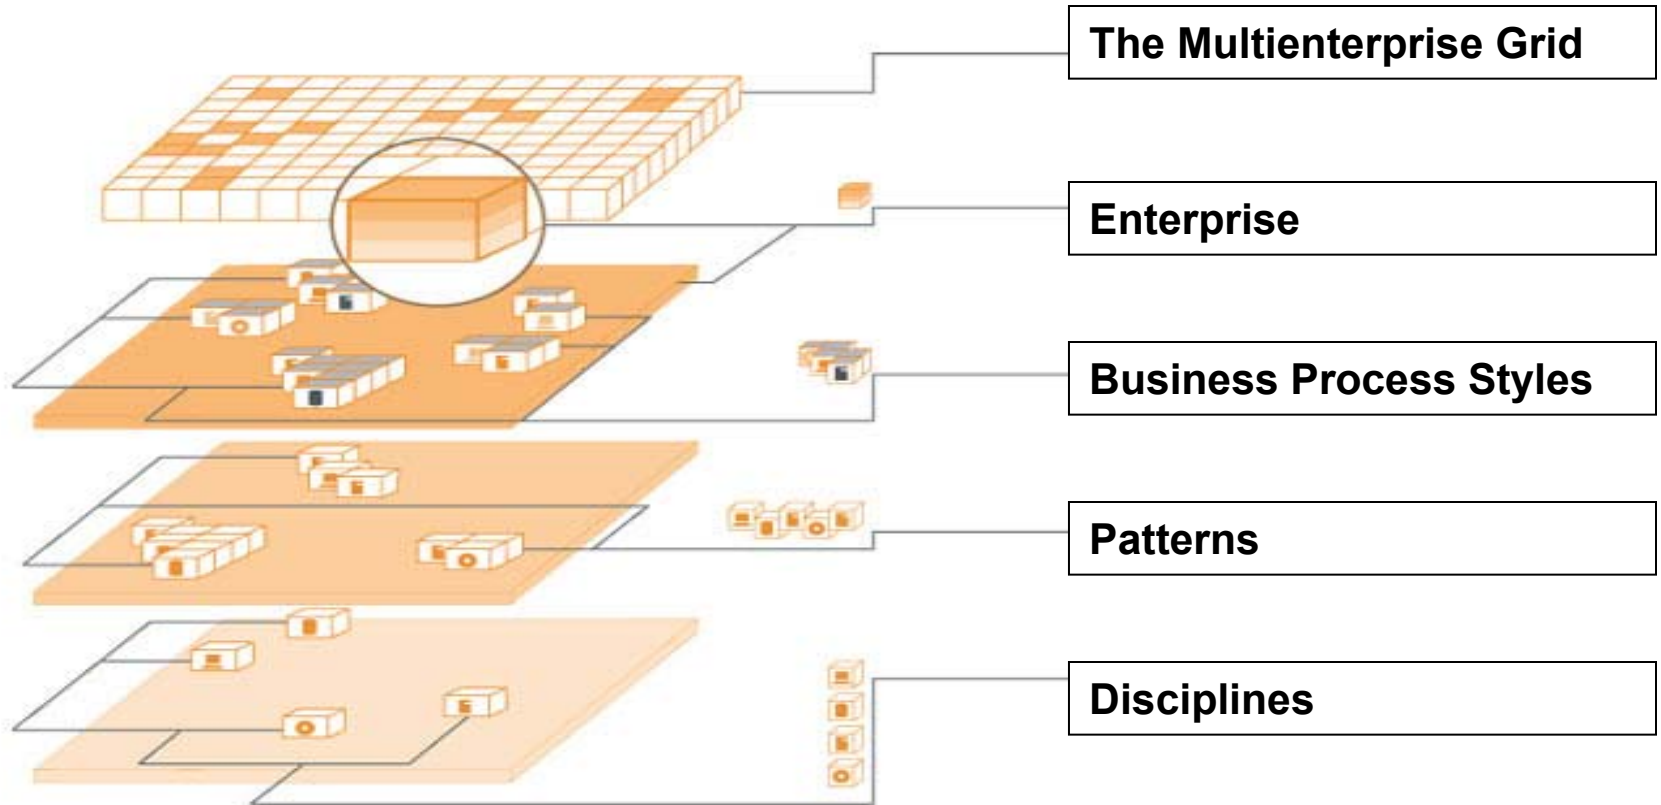 The Multienterprise Grid
Enterprise
Business Process Styles
Patterns
Disciplines